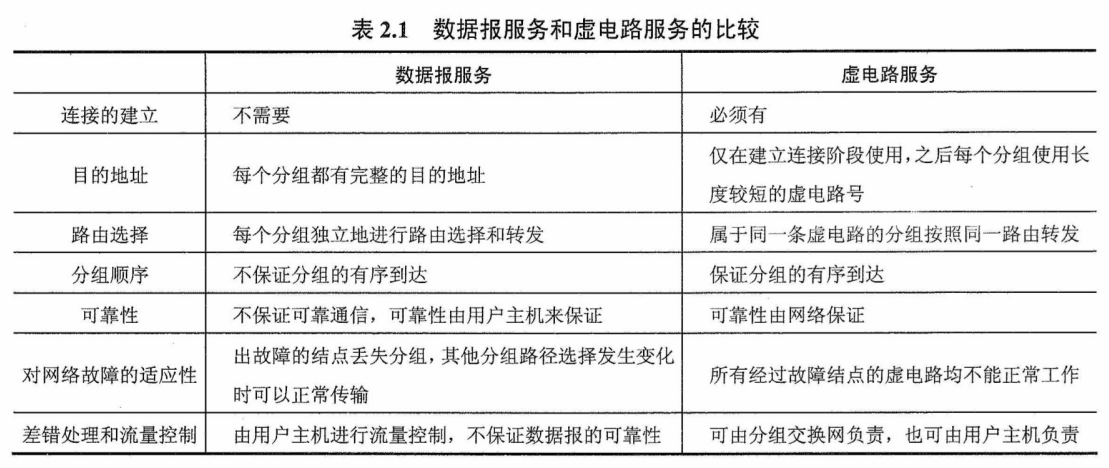 表 2.1 数据报服务和虚电路服务的比较
数据报服务 虚电路服务
连接的建立 不需要 必须有
目的地址 每个分组都有完整的目的地址 仅在建立连接阶段使用，之后每个分组使用长
度较短的虚电路号
路由选择 每个分组独立地进行路由选择和转发 属于同一条虚电路的分组按照同一路由转发
分组顺序 不保证分组的有序到达 保证分组的有序到达
可靠性 不保证可靠通信，可靠性由用户主机来保证 可靠性由网络保证
对网络故障的适应性 出故障的结点丢失分组，其他分组路径选择发生变化
时可以正常传输 所有经过故障结点的虚电路均不能正常工作
差错处理和流量控制 由用户主机进行流量控制，不保证数据报的可靠性 可由分组交换网负责，也可由用户主机负责